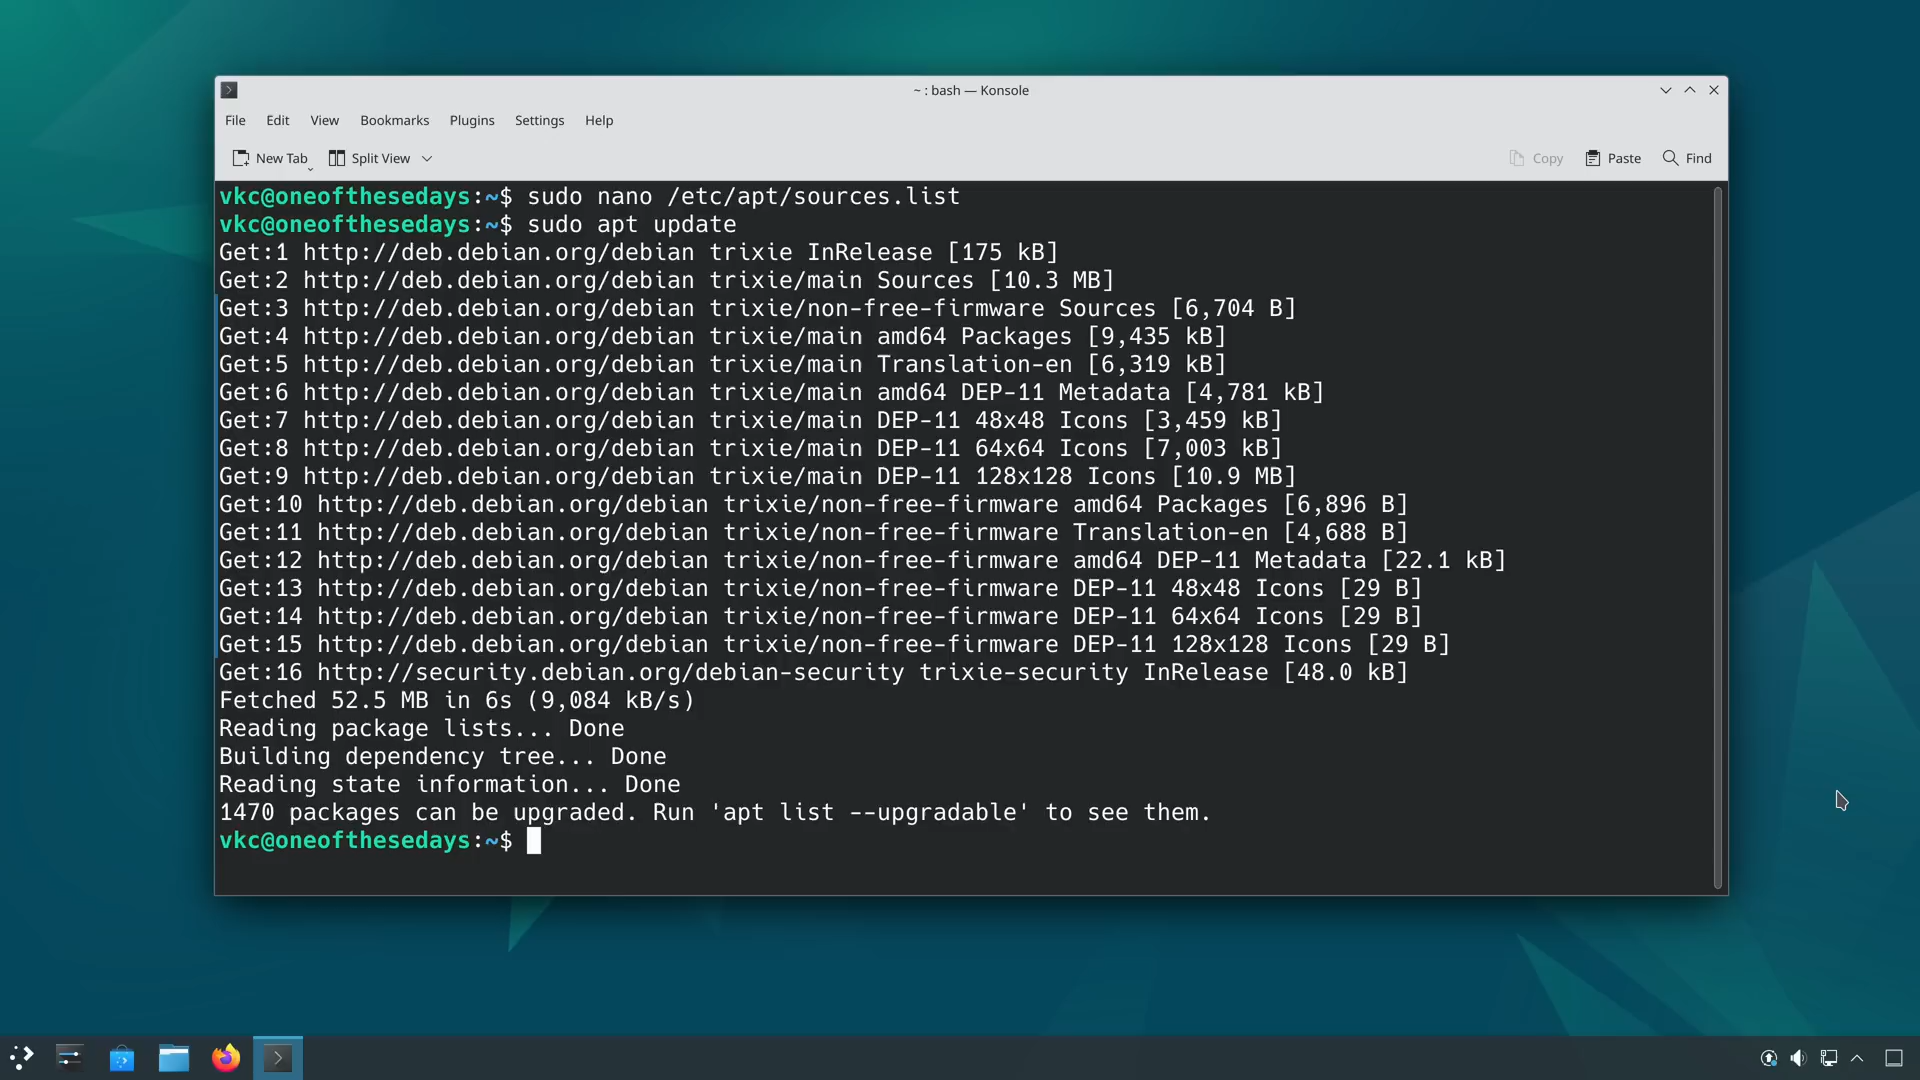 ~ : bash — Konsole
File Edit View Bookmarks Plugins Settings Help
New Tab Split View Copy Paste Find
vkc@oneofthesedays:~$ sudo nano /etc/apt/sources.list
vkc@oneofthesedays:~$ sudo apt update
Get:1 http://deb.debian.org/debian trixie InRelease [175 kB]
Get:2 http://deb.debian.org/debian trixie/main Sources [10.3 MB]
Get:3 http://deb.debian.org/debian trixie/non-free-firmware Sources [6,704 B]
Get:4 http://deb.debian.org/debian trixie/main amd64 Packages [9,435 kB]
Get:5 http://deb.debian.org/debian trixie/main Translation-en [6,319 kB]
Get:6 http://deb.debian.org/debian trixie/main amd64 DEP-11 Metadata [4,781 kB]
Get:7 http://deb.debian.org/debian trixie/main DEP-11 48x48 Icons [3,459 kB]
Get:8 http://deb.debian.org/debian trixie/main DEP-11 64x64 Icons [7,003 kB]
Get:9 http://deb.debian.org/debian trixie/main DEP-11 128x128 Icons [10.9 MB]
Get:10 http://deb.debian.org/debian trixie/non-free-firmware amd64 Packages [6,896 B]
Get:11 http://deb.debian.org/debian trixie/non-free-firmware Translation-en [4,688 B]
Get:12 http://deb.debian.org/debian trixie/non-free-firmware amd64 DEP-11 Metadata [22.1 kB]
Get:13 http://deb.debian.org/debian trixie/non-free-firmware DEP-11 48x48 Icons [29 B]
Get:14 http://deb.debian.org/debian trixie/non-free-firmware DEP-11 64x64 Icons [29 B]
Get:15 http://deb.debian.org/debian trixie/non-free-firmware DEP-11 128x128 Icons [29 B]
Get:16 http://security.debian.org/debian-security trixie-security InRelease [48.0 kB]
Fetched 52.5 MB in 6s (9,084 kB/s)
Reading package lists... Done
Building dependency tree... Done
Reading state information... Done
1470 packages can be upgraded. Run 'apt list --upgradable' to see them.
vkc@oneofthesedays:~$